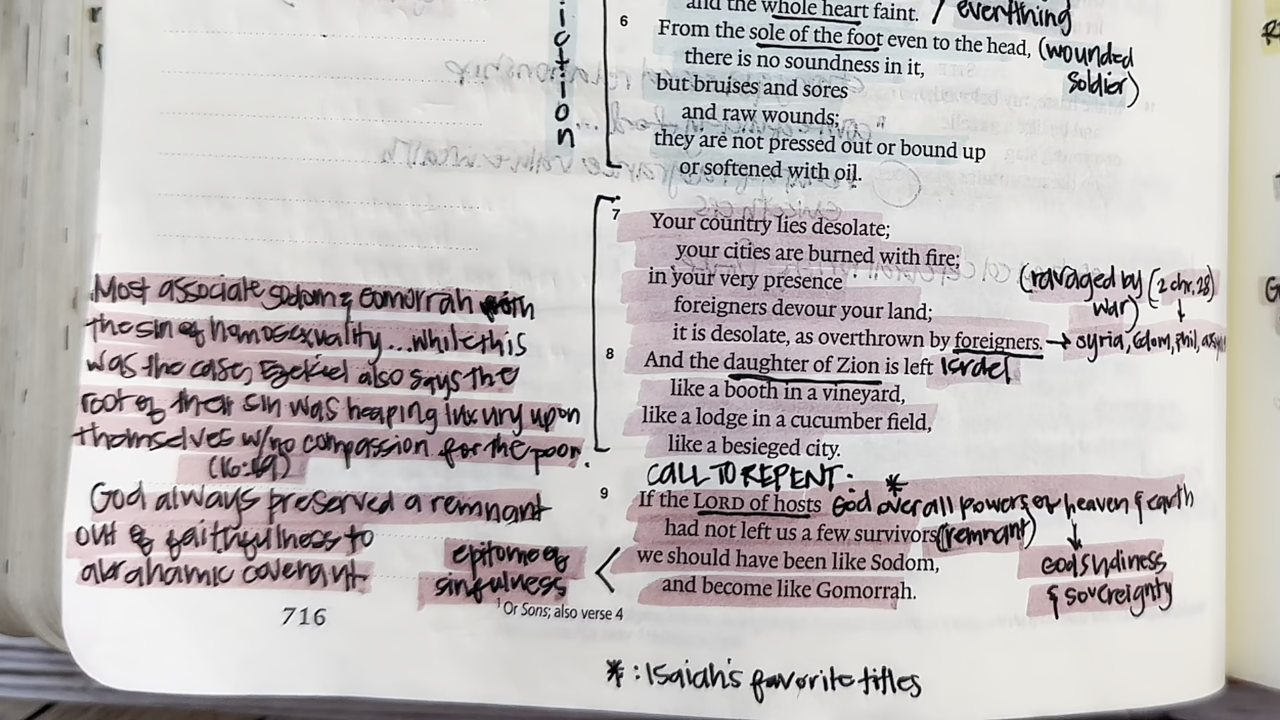 and the whole heart faint. / everything
6 From the sole of the foot even to the head, (wounded
soldier)
there is no soundness in it,
but bruises and sores
and raw wounds;
they are not pressed out or bound up
or softened with oil.
iction
7 Your country lies desolate;
your cities are burned with fire;
in your very presence
foreigners devour your land;
it is desolate, as overthrown by foreigners. → syria, Edom, phil,
(ravaged by (2 chr. 28)
war)
8 And the daughter of Zion is left Israel
like a booth in a vineyard,
like a lodge in a cucumber field,
like a besieged city.
CALL TO REPENT. *
9 If the LORD of hosts God over all powers of heaven & earth
had not left us a few survivors, (remnant)
we should have been like Sodom,
and become like Gomorrah.
& sovereignty
Most associate sodom & gomorrah with
the sin of homosexuality...while this
was the case, Ezekiel also says the
root of their sin was heaping luxury upon
themselves w/no compassion for the poor.
(16:49)
God always preserved a remnant
out of faithfulness to
abrahamic covenant
epitome of
sinfulness
1 Or Sons; also verse 4
716
* : Isaiah's favorite titles